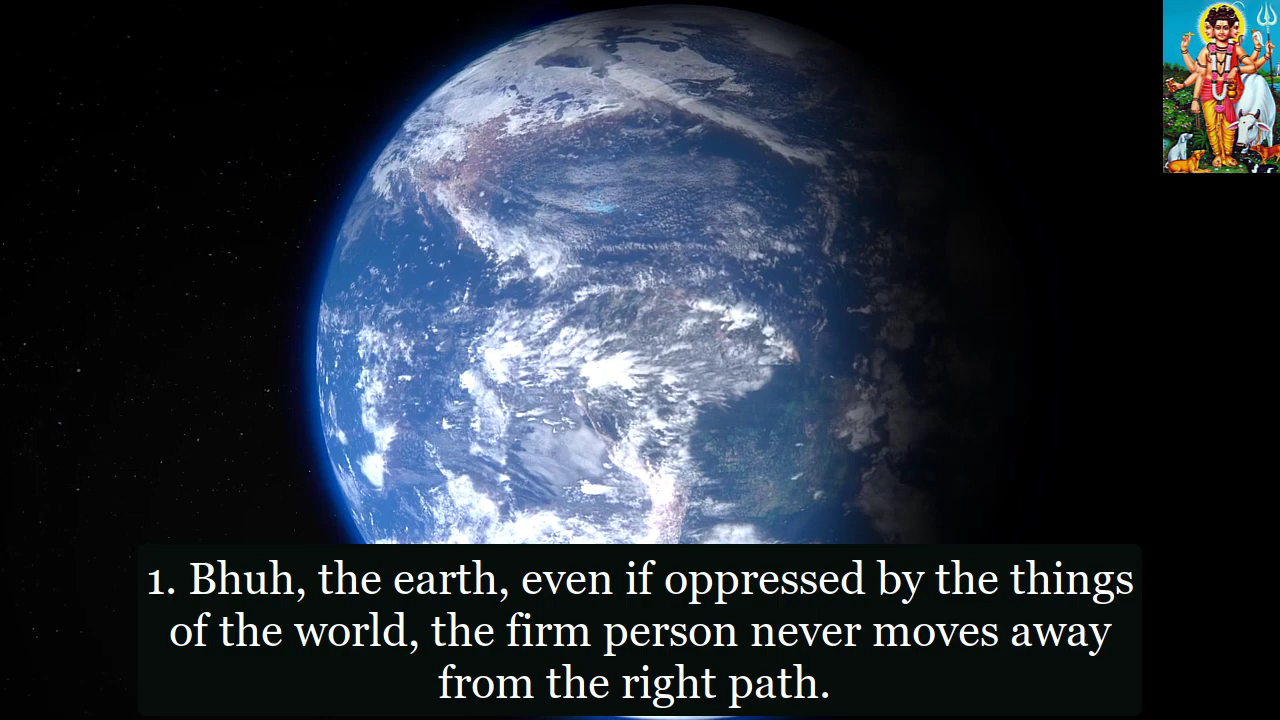 1. Bhuh, the earth, even if oppressed by the things
of the world, the firm person never moves away
from the right path.